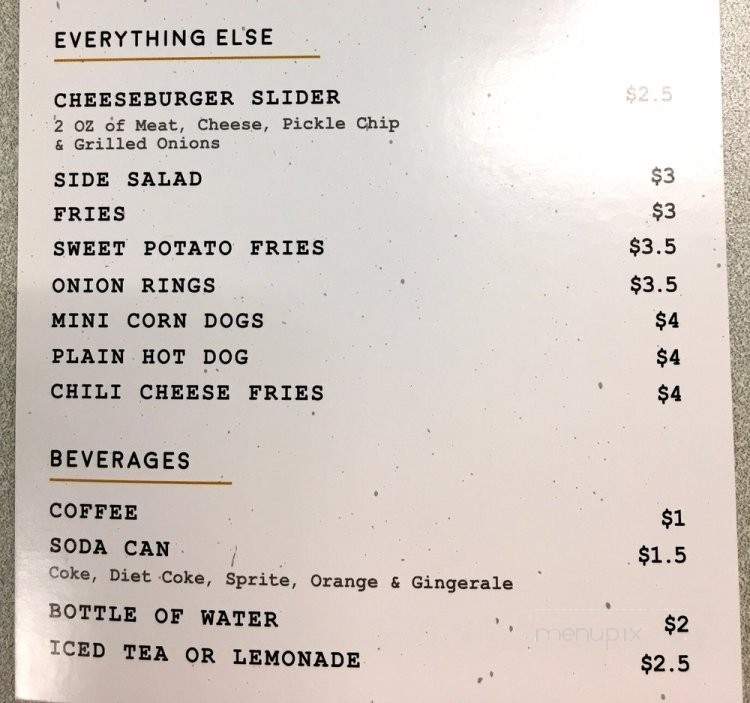 EVERYTHING ELSE
CHEESEBURGER SLIDER $2.5
2 OZ of Meat, Cheese, Pickle Chip
& Grilled Onions
SIDE SALAD $3
FRIES $3
SWEET POTATO FRIES $3.5
ONION RINGS $3.5
MINI CORN DOGS $4
PLAIN HOT DOG $4
CHILI CHEESE FRIES $4
BEVERAGES
COFFEE $1
SODA CAN $1.5
Coke, Diet Coke, Sprite, Orange & Gingerale
BOTTLE OF WATER $2
menupix
ICED TEA OR LEMONADE $2.5